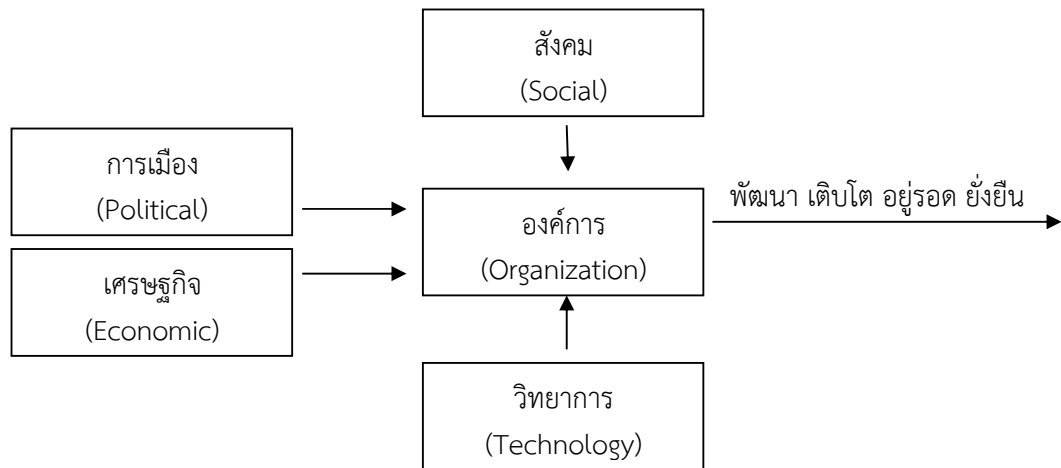 สังคม
(Social)
การเมือง
(Political)
เศรษฐกิจ
(Economic)
องค์การ
(Organization)
พัฒนา เติบโต อยู่รอด ยั่งยืน
วิทยาการ
(Technology)